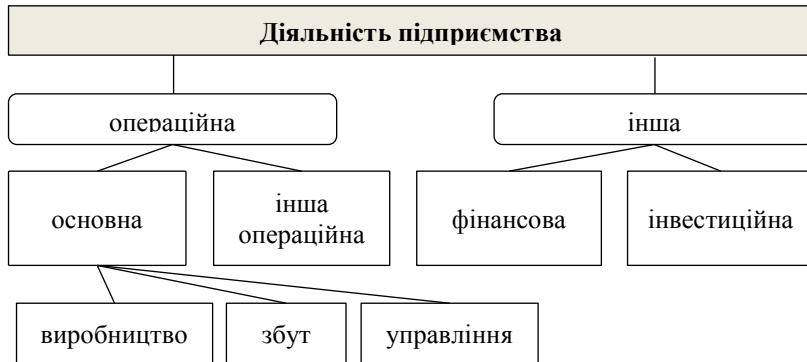 Діяльність підприємства
операційна
інша
основна
інша
операційна
фінансова
інвестиційна
виробництво
збут
управління